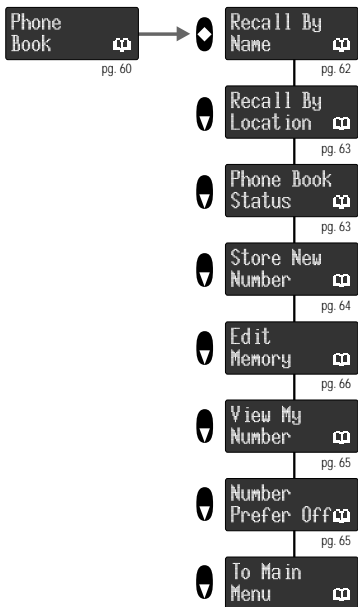 Phone
Book
pg. 60
Recall By
Name
pg. 62
Recall By
Location
pg. 63
Phone Book
Status
pg. 63
Store New
Number
pg. 64
Edit
Memory
pg. 66
View My
Number
pg. 65
Number
Prefer Off
pg. 65
To Main
Menu